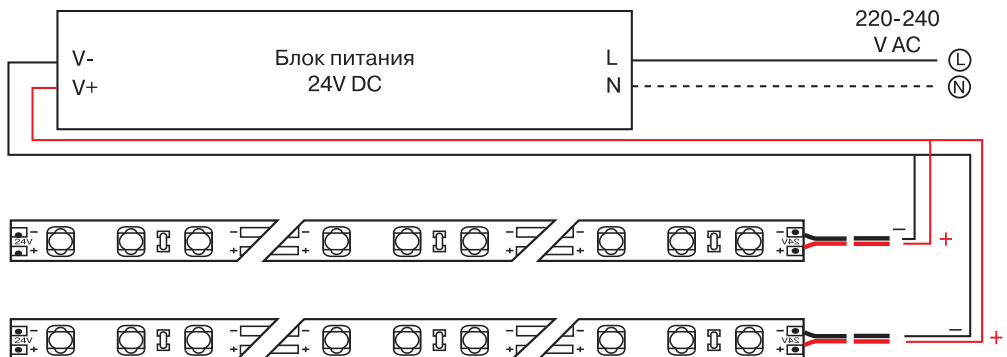 220-240
V AC
V-
Блок питания
L
L
V+
24V DC
N
N
- - - - - -
24V 24V
+ + + + + +
−
+
- - - - - -
24V 24V
+ + + + + +
−
+